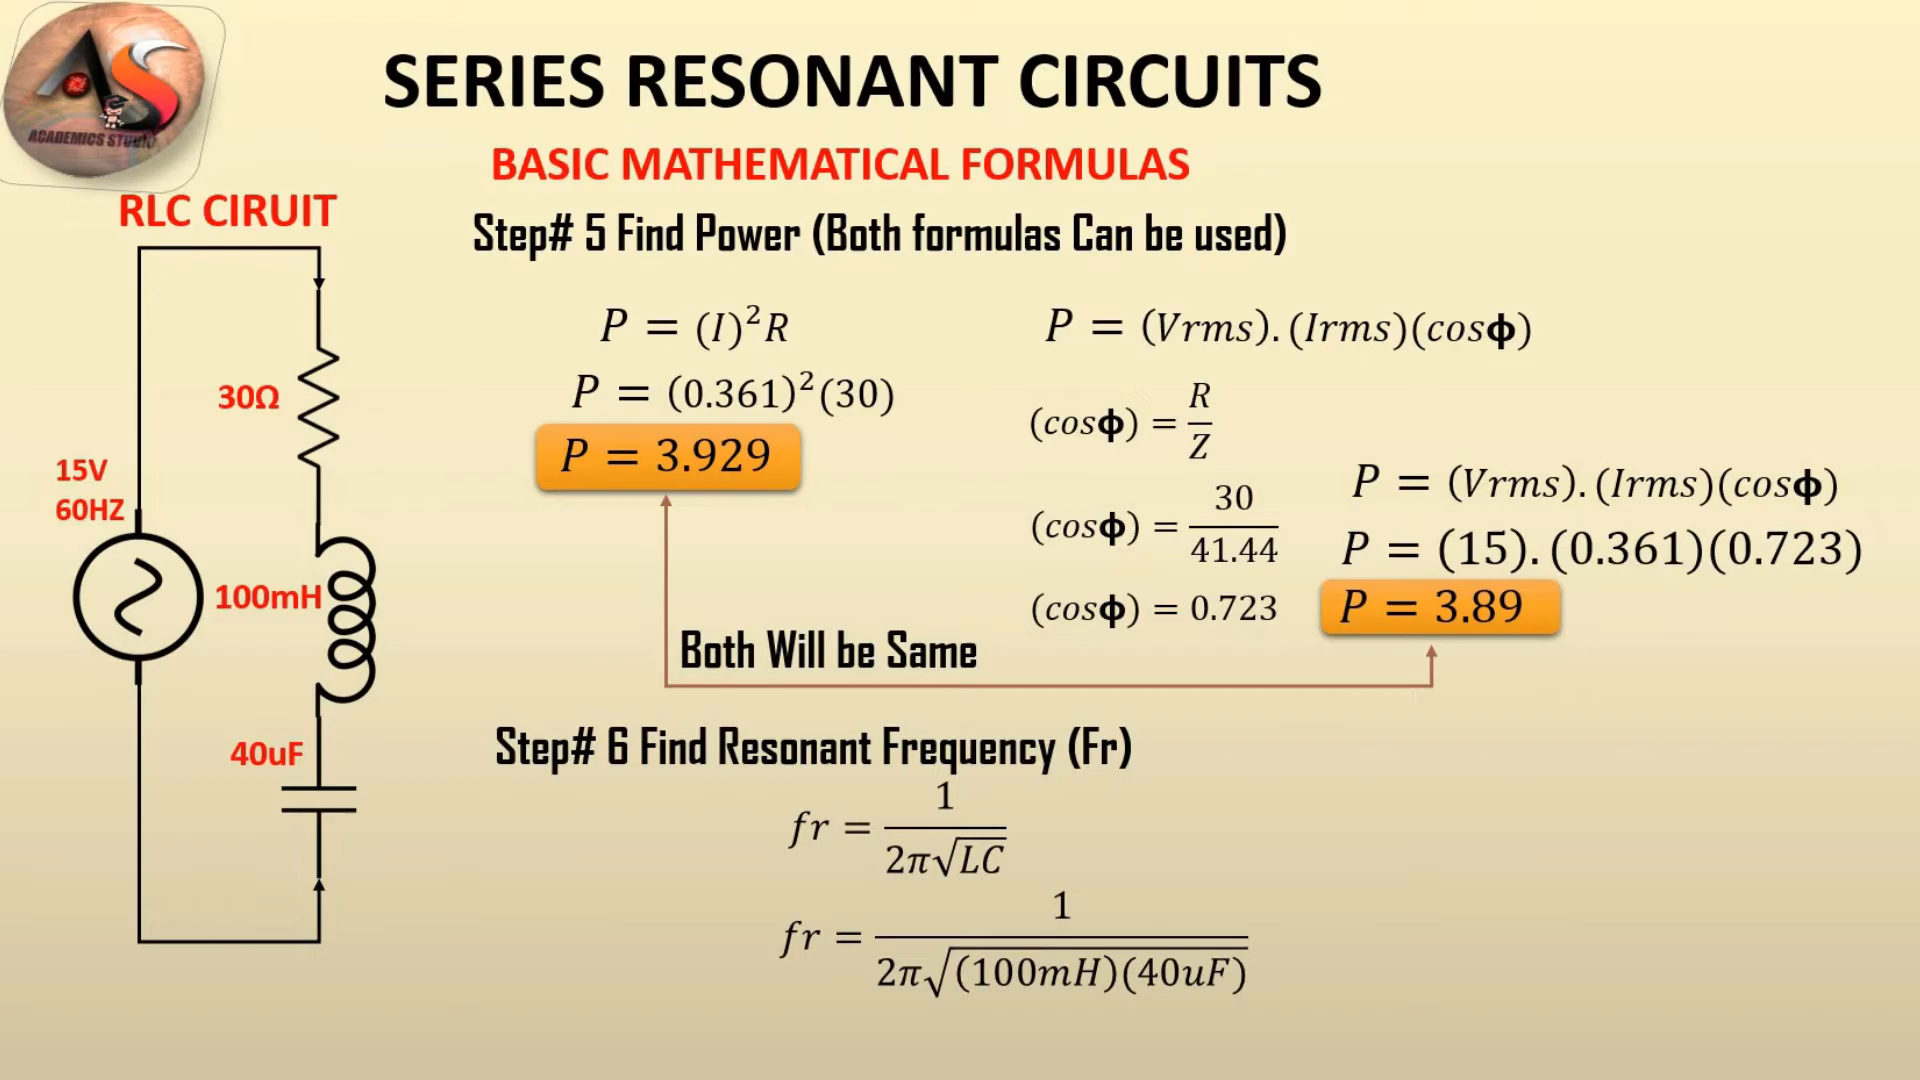 ACADEMICS STUDIO
SERIES RESONANT CIRCUITS
BASIC MATHEMATICAL FORMULAS
RLC CIRUIT
Step# 5 Find Power (Both formulas Can be used)
P = (I)²R
P = (Vrms).(Irms)(cosϕ)
P = (0.361)²(30)
(cosϕ) = R/Z
30Ω
P = 3.929
15V
60HZ
P = (Vrms).(Irms)(cosϕ)
(cosϕ) = 30/41.44
P = (15).(0.361)(0.723)
100mH
(cosϕ) = 0.723
P = 3.89
Both Will be Same
40uF
Step# 6 Find Resonant Frequency (Fr)
fr = 1/2π√LC
fr = 1/2π√(100mH)(40uF)